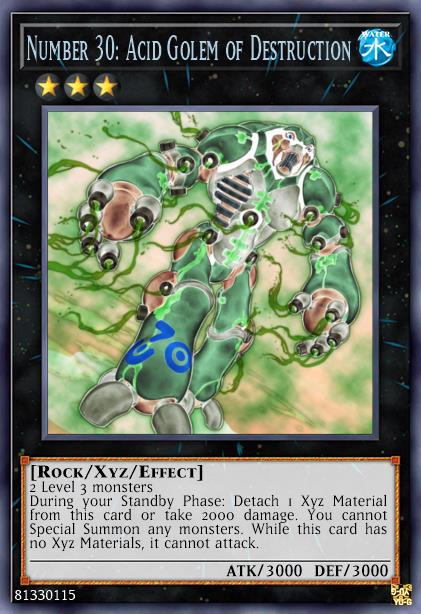 Number 30: Acid Golem of Destruction
WATER
水
30
[Rock/Xyz/Effect]
2 Level 3 monsters
During your Standby Phase: Detach 1 Xyz Material
from this card or take 2000 damage. You cannot
Special Summon any monsters. While this card has
no Xyz Materials, it cannot attack.
ATK/3000 DEF/3000
81330115